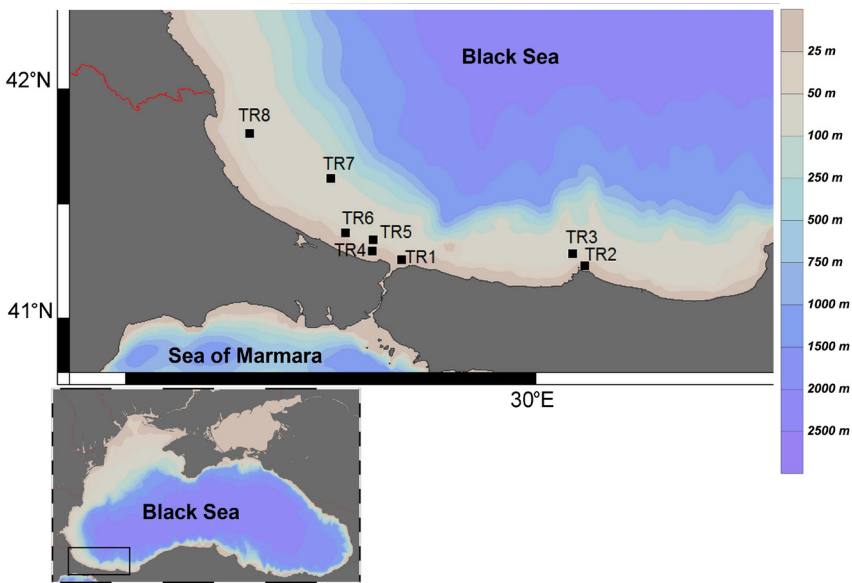 Black Sea
42°N
TR8
TR7
TR6
TR5
TR4
TR1
TR3
TR2
41°N
Sea of Marmara
30°E
25 m
50 m
100 m
250 m
500 m
750 m
1000 m
1500 m
2000 m
2500 m
Black Sea